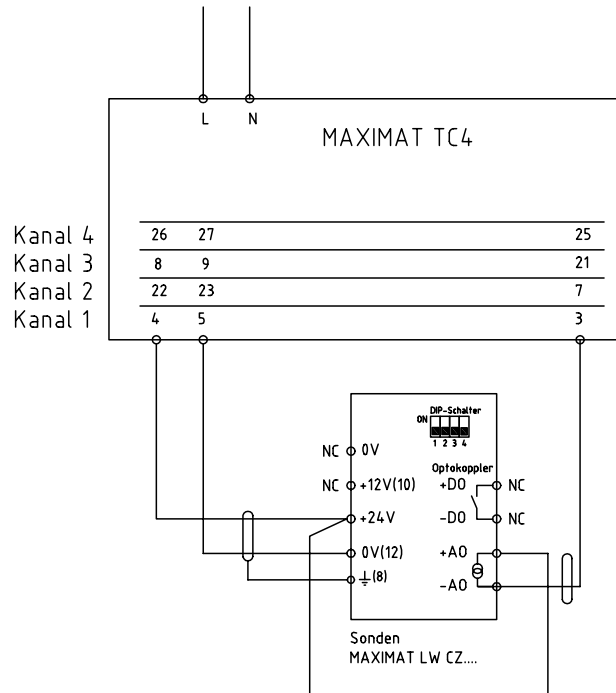 L N
MAXIMAT TC4
Kanal 4 26 27 25
Kanal 3 8 9 21
Kanal 2 22 23 7
Kanal 1 4 5 3
DIP-Schalter
ON
1 2 3 4
NC 0V
Optokoppler
NC +12V(10) +DO NC
+24V -DO NC
0V(12) +AO
(8) -AO
Sonden
MAXIMAT LW CZ....